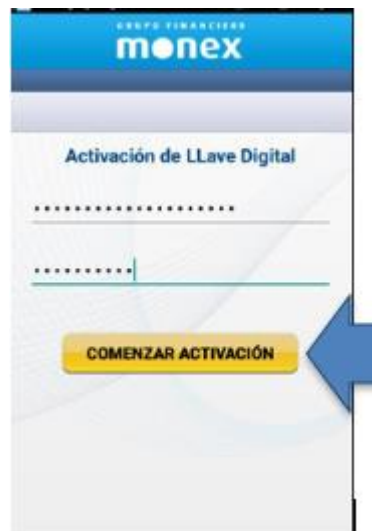 GRUPO FINANCIERO
monex
Activación de LLave Digital
COMENZAR ACTIVACIÓN